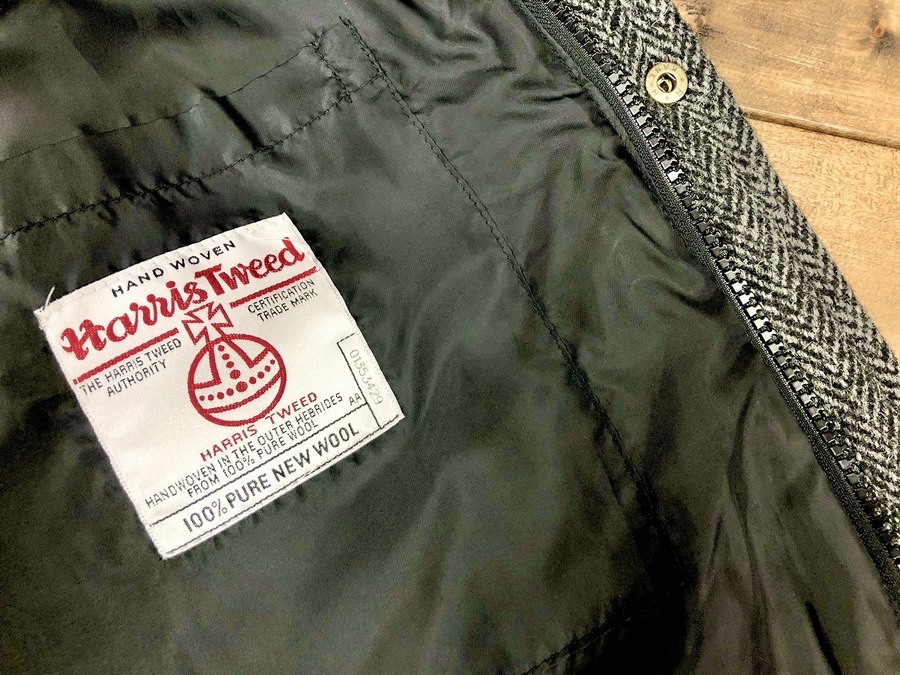 HAND WOVEN
Harris Tweed
CERTIFICATION
TRADE MARK
THE HARRIS TWEED
AUTHORITY
HARRIS TWEED
HANDWOVEN IN THE OUTER HEBRIDES
FROM 100% PURE WOOL
AA
01353429
100% PURE NEW WOOL